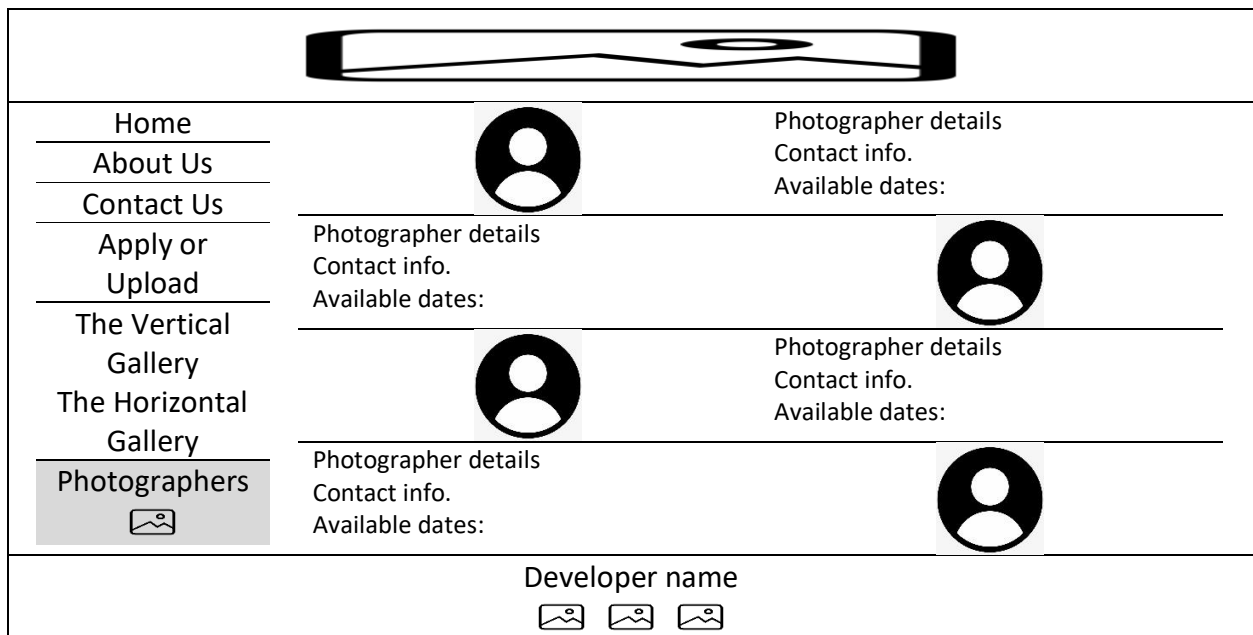 Home
About Us
Contact Us
Apply or
Upload
The Vertical
Gallery
The Horizontal
Gallery
Photographers
Photographer details
Contact info.
Available dates:
Photographer details
Contact info.
Available dates:
Photographer details
Contact info.
Available dates:
Photographer details
Contact info.
Available dates:
Developer name